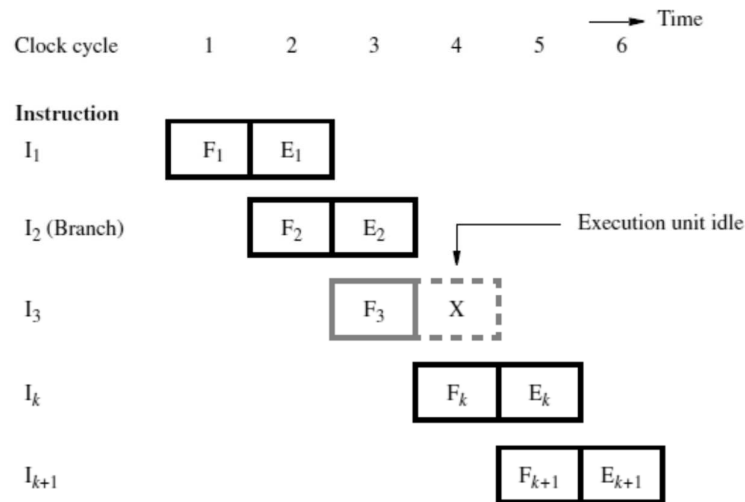 Time
Clock cycle 1 2 3 4 5 6
Instruction
I₁ F₁ E₁
I₂ (Branch) F₂ E₂
Execution unit idle
I₃ F₃ X
Iₖ Fₖ Eₖ
Iₖ₊₁ Fₖ₊₁ Eₖ₊₁